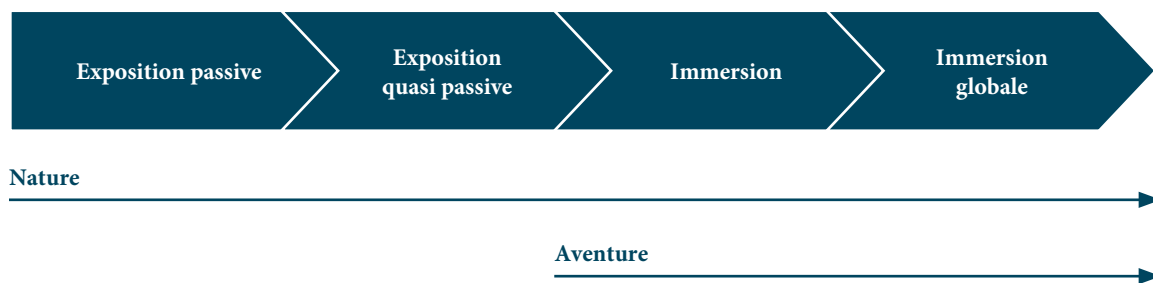 Exposition passive
Exposition
quasi passive
Immersion
Immersion
globale
Nature
Aventure